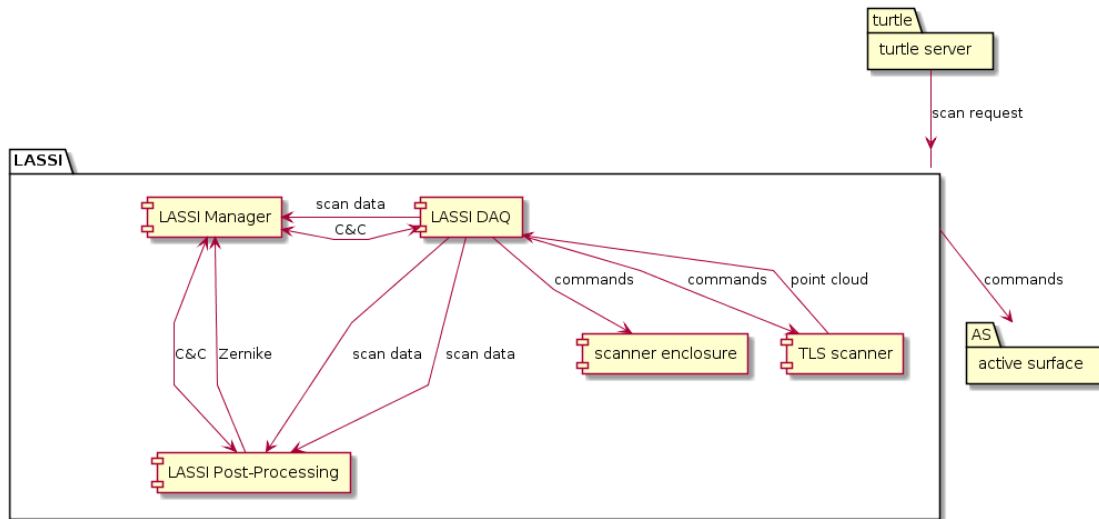 turtle
turtle server
scan request
LASSI
LASSI Manager
scan data
LASSI DAQ
C&C
commands
commands
point cloud
commands
AS
active surface
scanner enclosure
TLS scanner
C&C
Zernike
scan data
scan data
LASSI Post-Processing